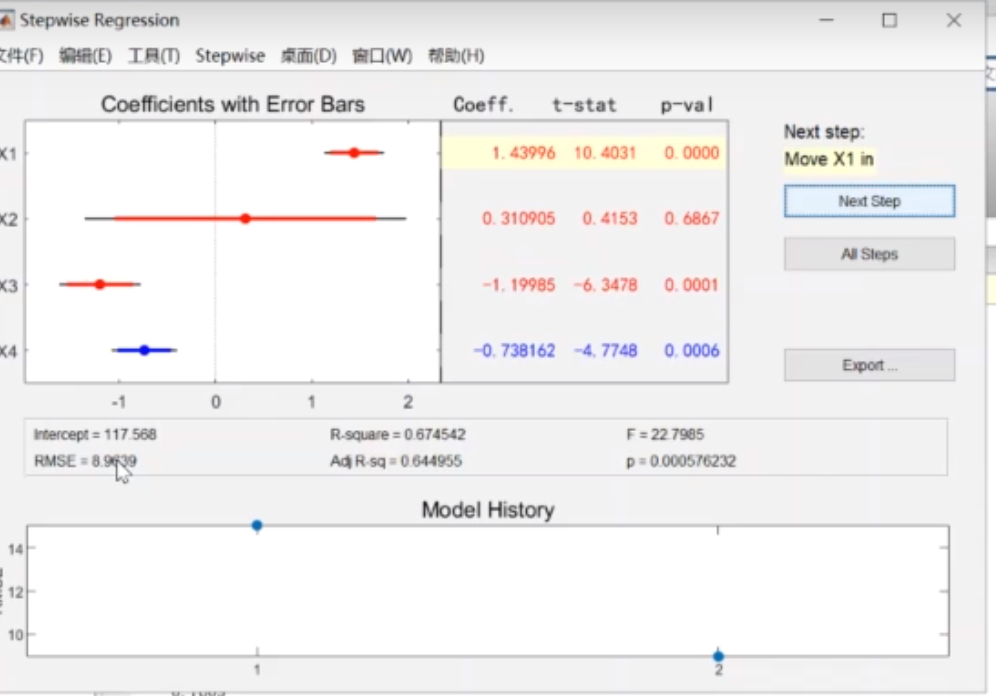 Stepwise Regression
文件(F) 编辑(E) 工具(T) Stepwise 桌面(D) 窗口(W) 帮助(H)
Coefficients with Error Bars Coeff. t-stat p-val
X1 1.43996 10.4031 0.0000
X2 0.310905 0.4153 0.6867
X3 -1.19985 -6.3478 0.0001
X4 -0.738162 -4.7748 0.0006
-1 0 1 2
Next step:
Move X1 in
Next Step
All Steps
Export ...
Intercept = 117.568 R-square = 0.674542 F = 22.7985
RMSE = 8.9639 Adj R-sq = 0.644955 p = 0.000576232
Model History
14
12
10
1 2